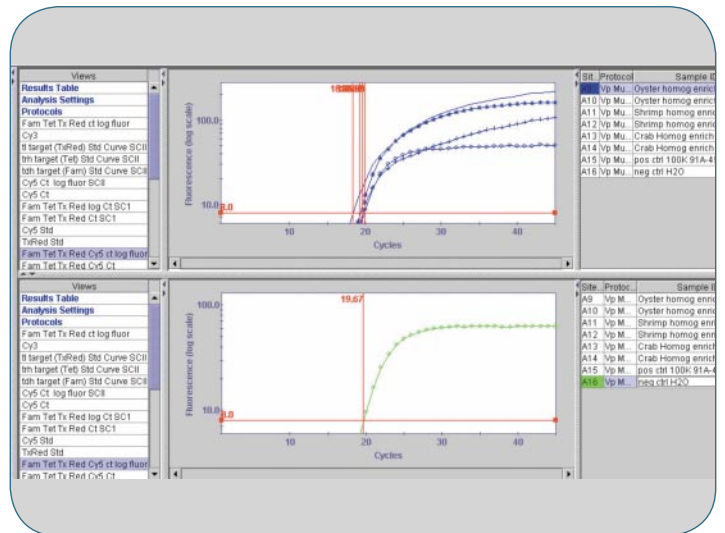 Views
Results Table
Analysis Settings
Protocols
Fam Tet Tx Red ct log fluor
Cy3
tl target (TxRed) Std Curve SCII
trh target (Tet) Std Curve SCII
tdh target (Fam) Std Curve SCII
Cy5 Ct log fluor SCII
Cy5 Ct
Fam Tet Tx Red log Ct SC1
Fam Tet Tx Red Ct SC1
Cy5 Std
TxRed Std
Fam Tet Tx Red Cy5 ct log fluor
Fam Tet Tx Red Cy5 Ct
Fluorescence (log scale)
100.0
10.0
8.0
10 20 30 40
Cycles
Sit.. Protocol Sample ID
Vp Mu... Oyster homog enrich
A10 Vp Mu... Oyster homog enrich
A11 Vp Mu... Shrimp homog enric
A12 Vp Mu... Shrimp homog enric
A13 Vp Mu... Crab Homog enrich
A14 Vp Mu... Crab Homog enrich
A15 Vp Mu... pos ctrl 100K 91A-4
A16 Vp Mu... neg ctrl H2O
Views
Results Table
Analysis Settings
Protocols
Fam Tet Tx Red ct log fluor
Cy3
tl target (TxRed) Std Curve SCII
trh target (Tet) Std Curve SCII
tdh target (Fam) Std Curve SCII
Cy5 Ct log fluor SCII
Cy5 Ct
Fam Tet Tx Red log Ct SC1
Fam Tet Tx Red Ct SC1
Cy5 Std
TxRed Std
Fam Tet Tx Red Cy5 ct log fluor
Fam Tet Tx Red Cy5 Ct
Fluorescence (log scale)
100.0
10.0
8.0
19.67
10 20 30 40
Cycles
Site Protoc... Sample ID
A9 Vp M... Oyster homog enric
A10 Vp M... Oyster homog enric
A11 Vp M... Shrimp homog enri
A12 Vp M... Shrimp homog enri
A13 Vp M... Crab Homog enric
A14 Vp M... Crab Homog enric
A15 Vp M... pos ctrl 100K 91A-4
A16 Vp M... neg ctrl H2O